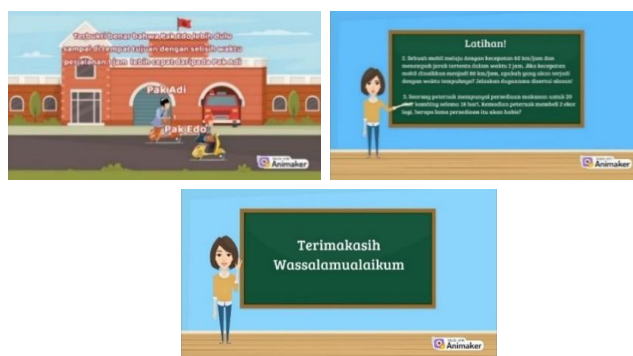 Terbukti benar bahwa Pak Edo lebih dulu
sampai di tempat tujuan dengan selisih waktu
perjalanan 1 jam lebih cepat daripada Pak Adi
Pak Adi
Pak Edo
Animaker
Latihan!
2. Sebuah mobil melaju dengan kecepatan 60 km/jam dan
menempuh jarak tertentu dalam waktu 2 jam. Jika kecepatan
mobil dinaikkan menjadi 80 km/jam, apakah yang akan terjadi
dengan waktu tempuhnya? Jelaskan dugaanmu disertai alasan!
3. Seorang peternak mempunyai persediaan makanan untuk 20
ekor kambing selama 18 hari. Kemudian peternak membeli 2 ekor
lagi, berapa lama persediaan itu akan habis?
Animaker
Terimakasih
Wassalamualaikum
Animaker